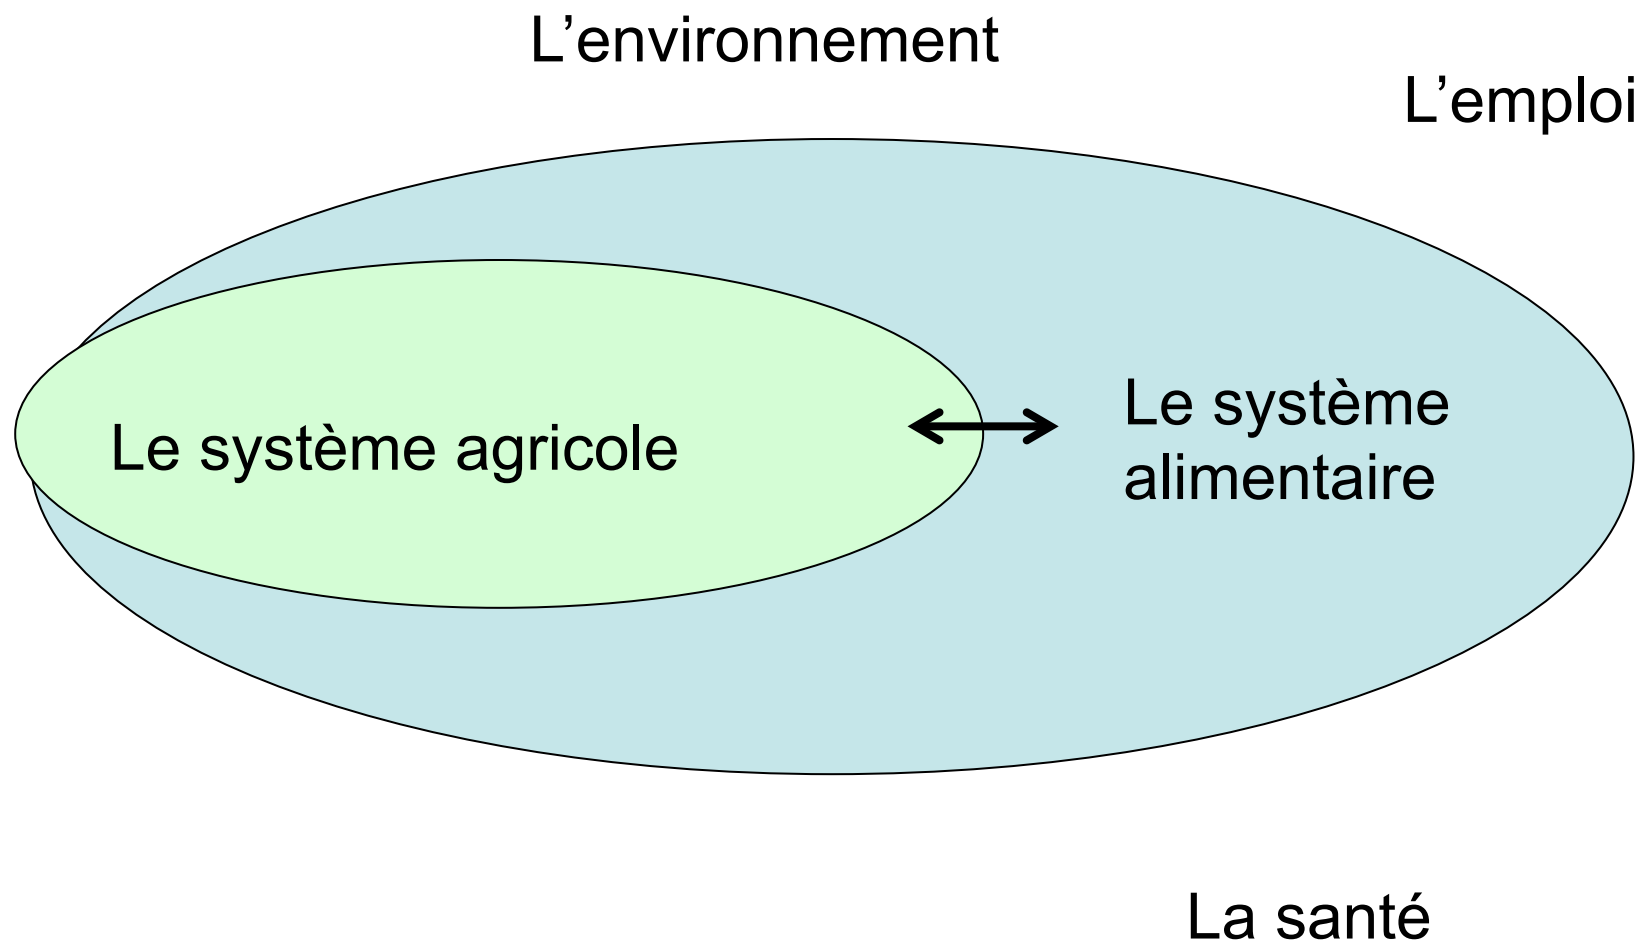 L’environnement
L’emploi
Le système agricole
Le système
alimentaire
La santé